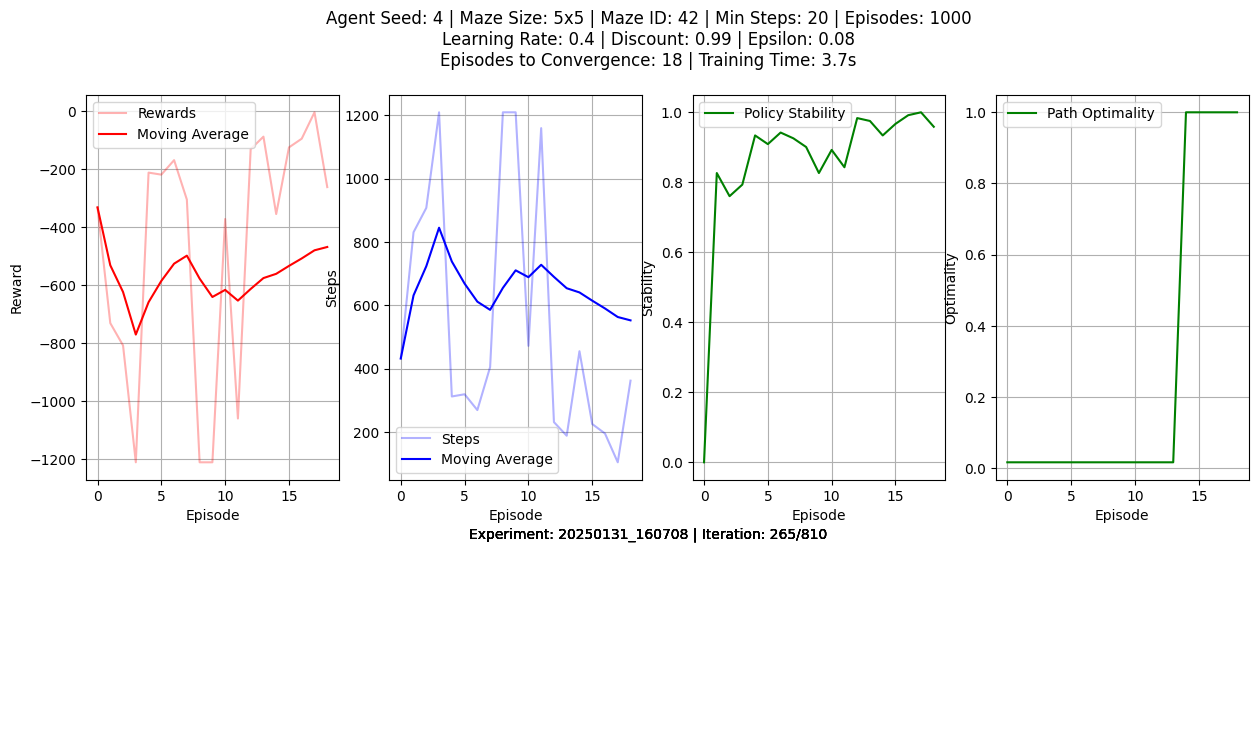 Agent Seed: 4 | Maze Size: 5x5 | Maze ID: 42 | Min Steps: 20 | Episodes: 1000
Learning Rate: 0.4 | Discount: 0.99 | Epsilon: 0.08
Episodes to Convergence: 18 | Training Time: 3.7s
Reward
0
−200
−400
−600
−800
−1000
−1200
Rewards
Moving Average
0
5
10
15
Episode
Steps
1200
1000
800
600
400
200
Steps
Moving Average
0
5
10
15
Episode
Stability
1.0
0.8
0.6
0.4
0.2
0.0
Policy Stability
0
5
10
15
Episode
Optimality
1.0
0.8
0.6
0.4
0.2
0.0
Path Optimality
0
5
10
15
Episode
Experiment: 20250131_160708 | Iteration: 265/810